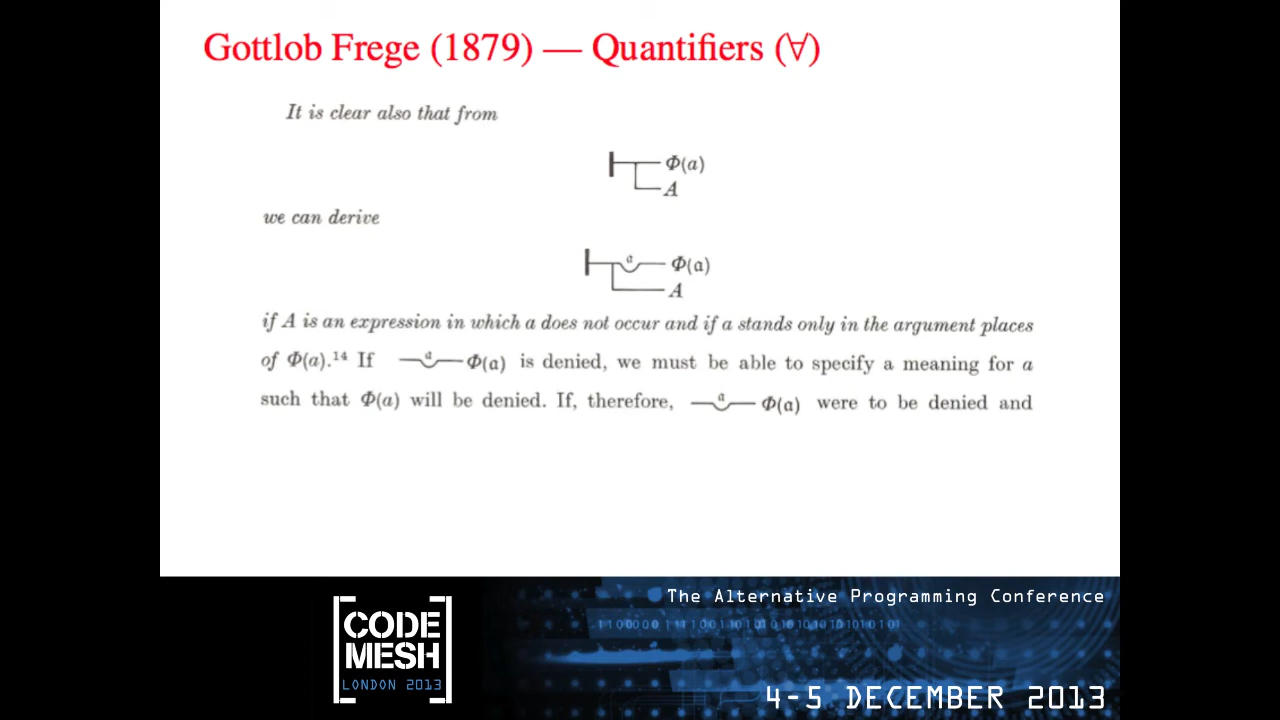 Gottlob Frege (1879) — Quantifiers (∀)
It is clear also that from
Φ(a)
A
we can derive
a Φ(a)
A
if A is an expression in which a does not occur and if a stands only in the argument places
of Φ(a).14 If a Φ(a) is denied, we must be able to specify a meaning for a
such that Φ(a) will be denied. If, therefore, a Φ(a) were to be denied and
The Alternative Programming Conference
CODE
MESH
LONDON 2013
4-5 DECEMBER 2013